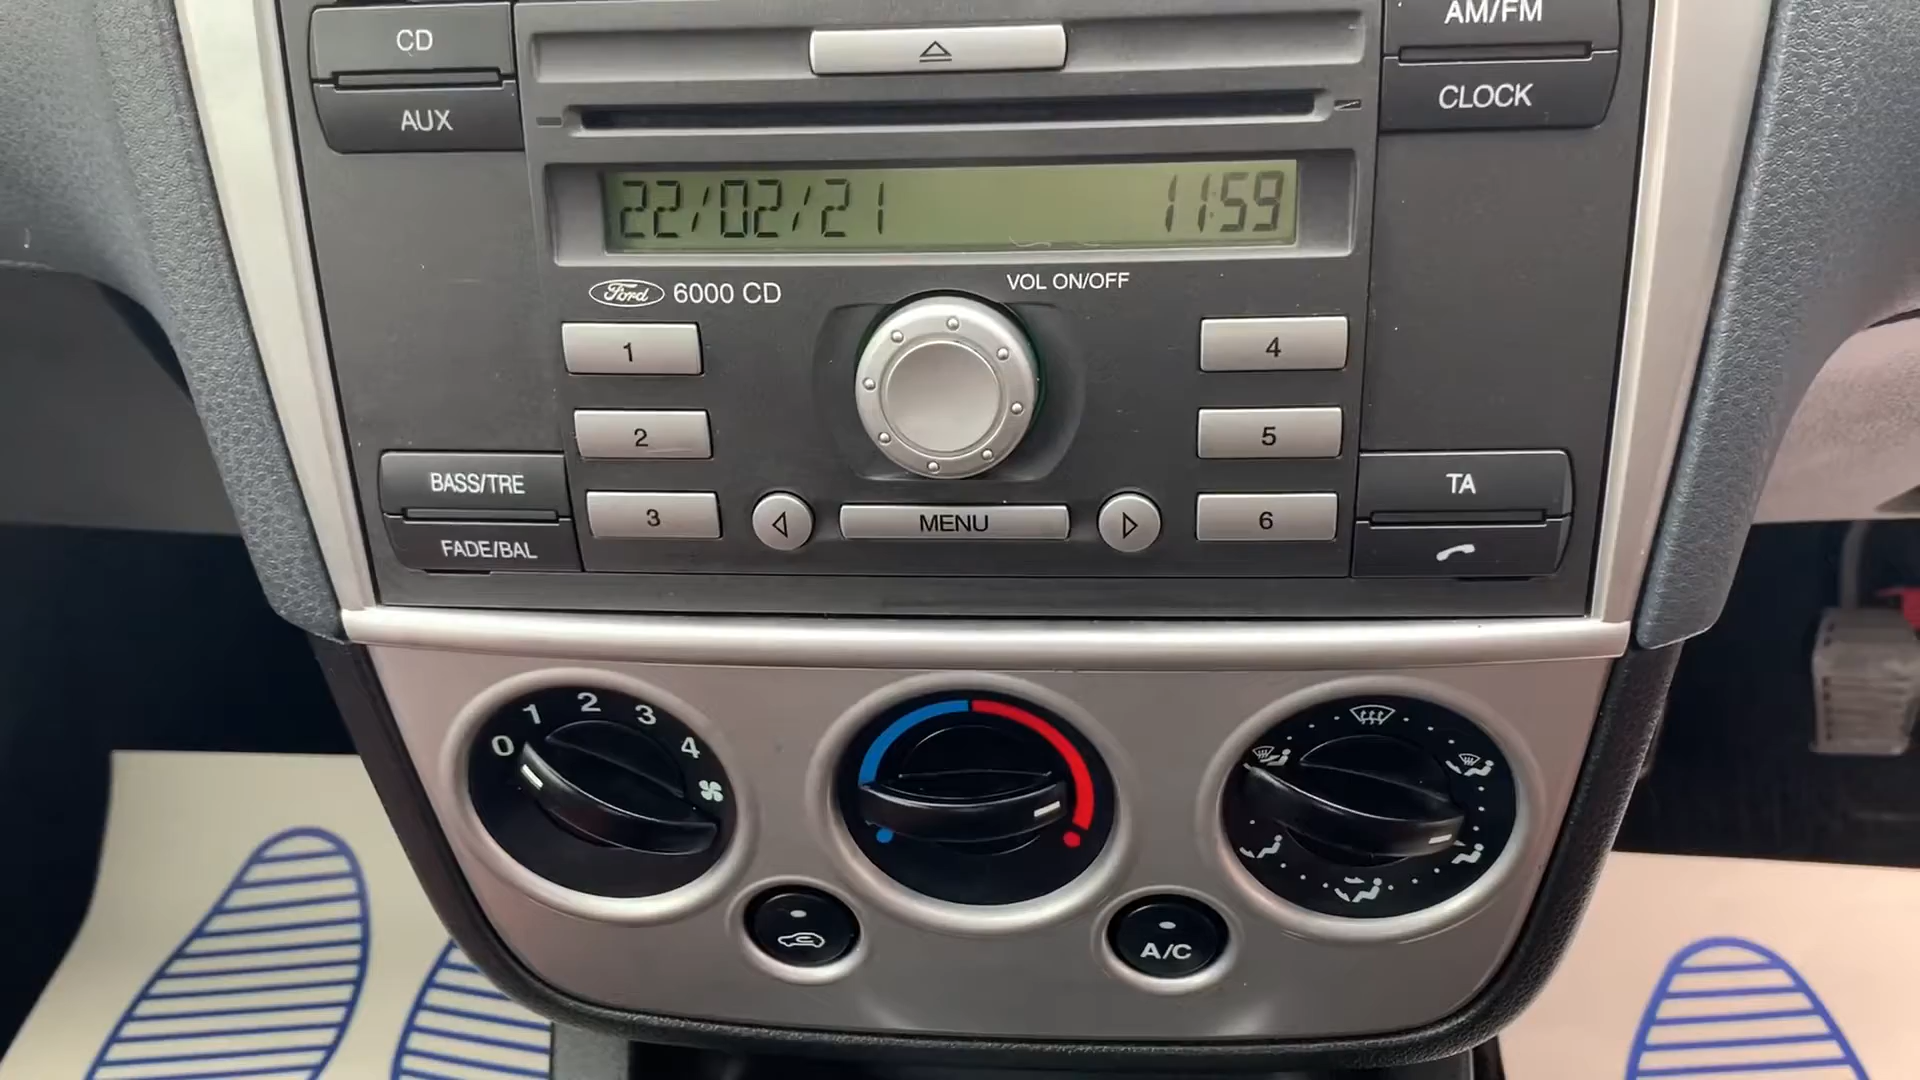 CD
AM/FM
AUX
CLOCK
22/02/21 11:59
Ford 6000 CD
VOL ON/OFF
1
4
2
5
BASS/TRE
TA
3
MENU
6
FADE/BAL
0 1 2 3 4
A/C